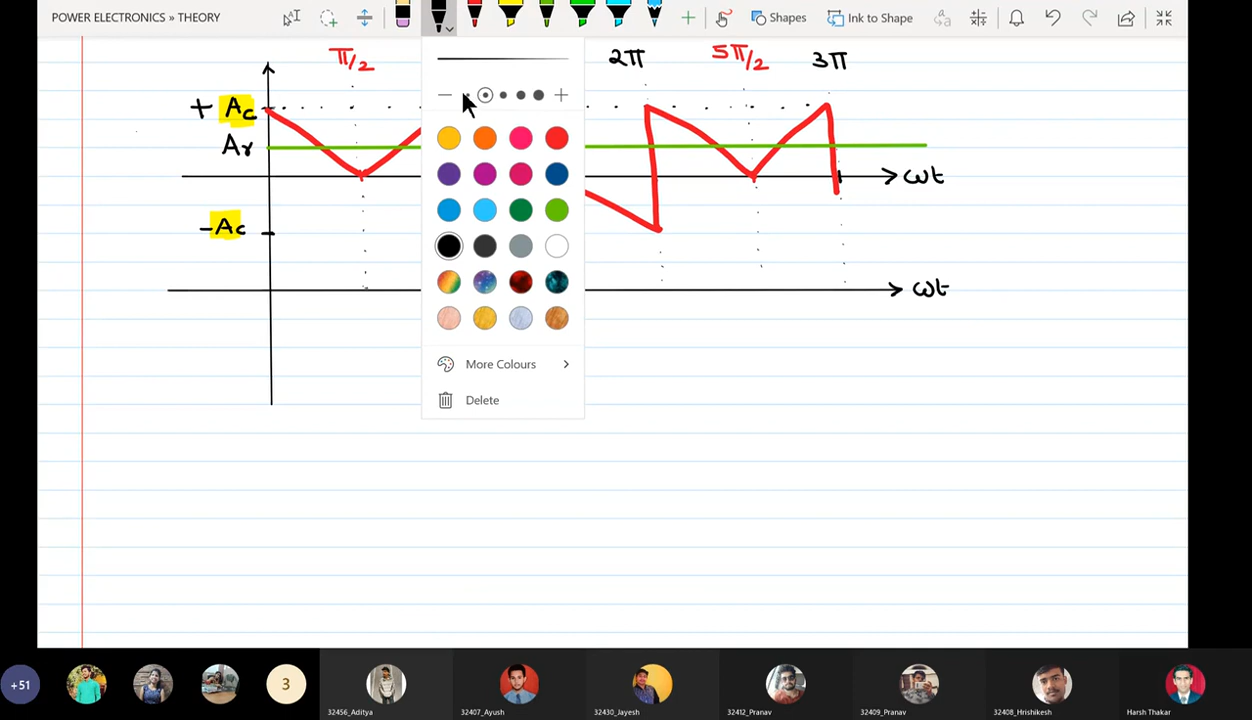 POWER ELECTRONICS » THEORY
Shapes
Ink to Shape
π/2
2π
5π/2
3π
+ Ac
Ar
ωt
-Ac
ωt
More Colours
Delete
+51
3
32456_Aditya
32407_Ayush
32430_Jayesh
32412_Pranav
32409_Pranav
32408_Hrishikesh
Harsh Thakar